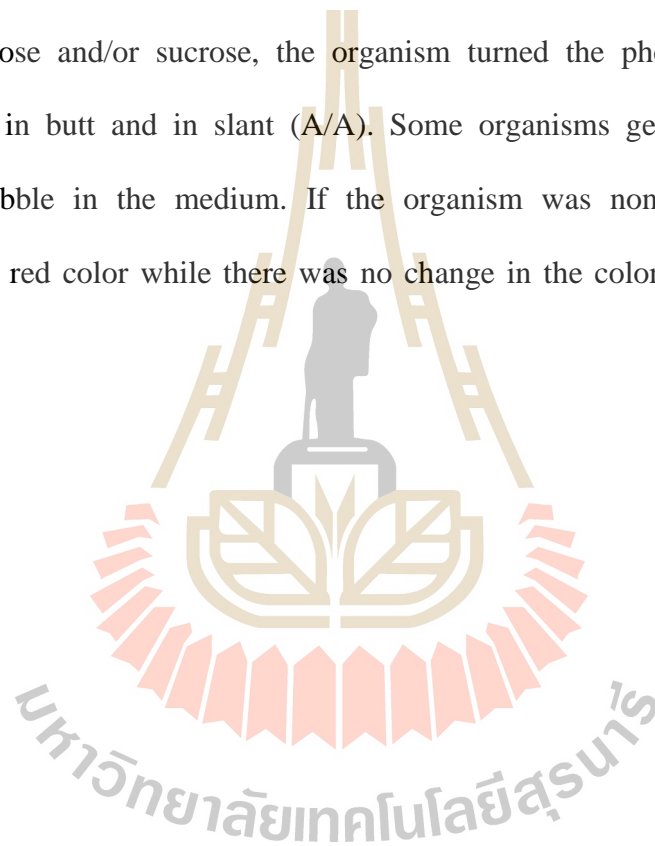 ose and/or sucrose, the organism turned the phe
in butt and in slant (A/A). Some organisms ge
bble in the medium. If the organism was non
red color while there was no change in the color
มหาวิทยาลัยเทคโนโลยีสุรนารี